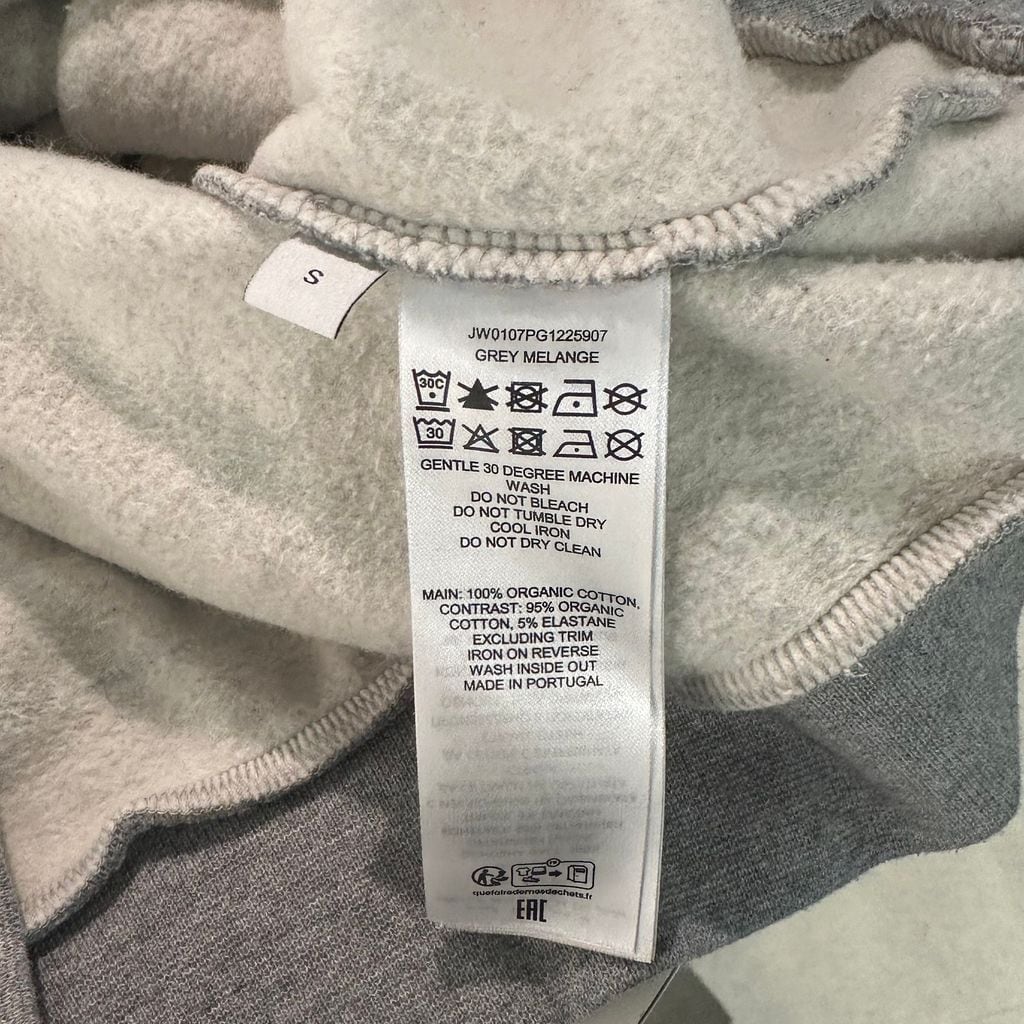 S
JW0107PG1225907
GREY MELANGE
30C
30
GENTLE 30 DEGREE MACHINE
WASH
DO NOT BLEACH
DO NOT TUMBLE DRY
COOL IRON
DO NOT DRY CLEAN
MAIN: 100% ORGANIC COTTON,
CONTRAST: 95% ORGANIC
COTTON, 5% ELASTANE
EXCLUDING TRIM
IRON ON REVERSE
WASH INSIDE OUT
MADE IN PORTUGAL
FR
quefairedemesdechets.fr
EAC